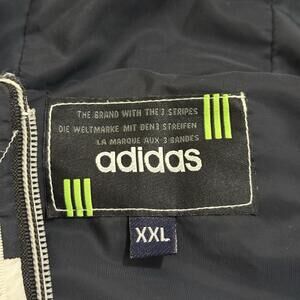 THE BRAND WITH THE 3 STRIPES
DIE WELTMARKE MIT DEN 3 STREIFEN
LA MARQUE AUX 3 BANDES
adidas
XXL